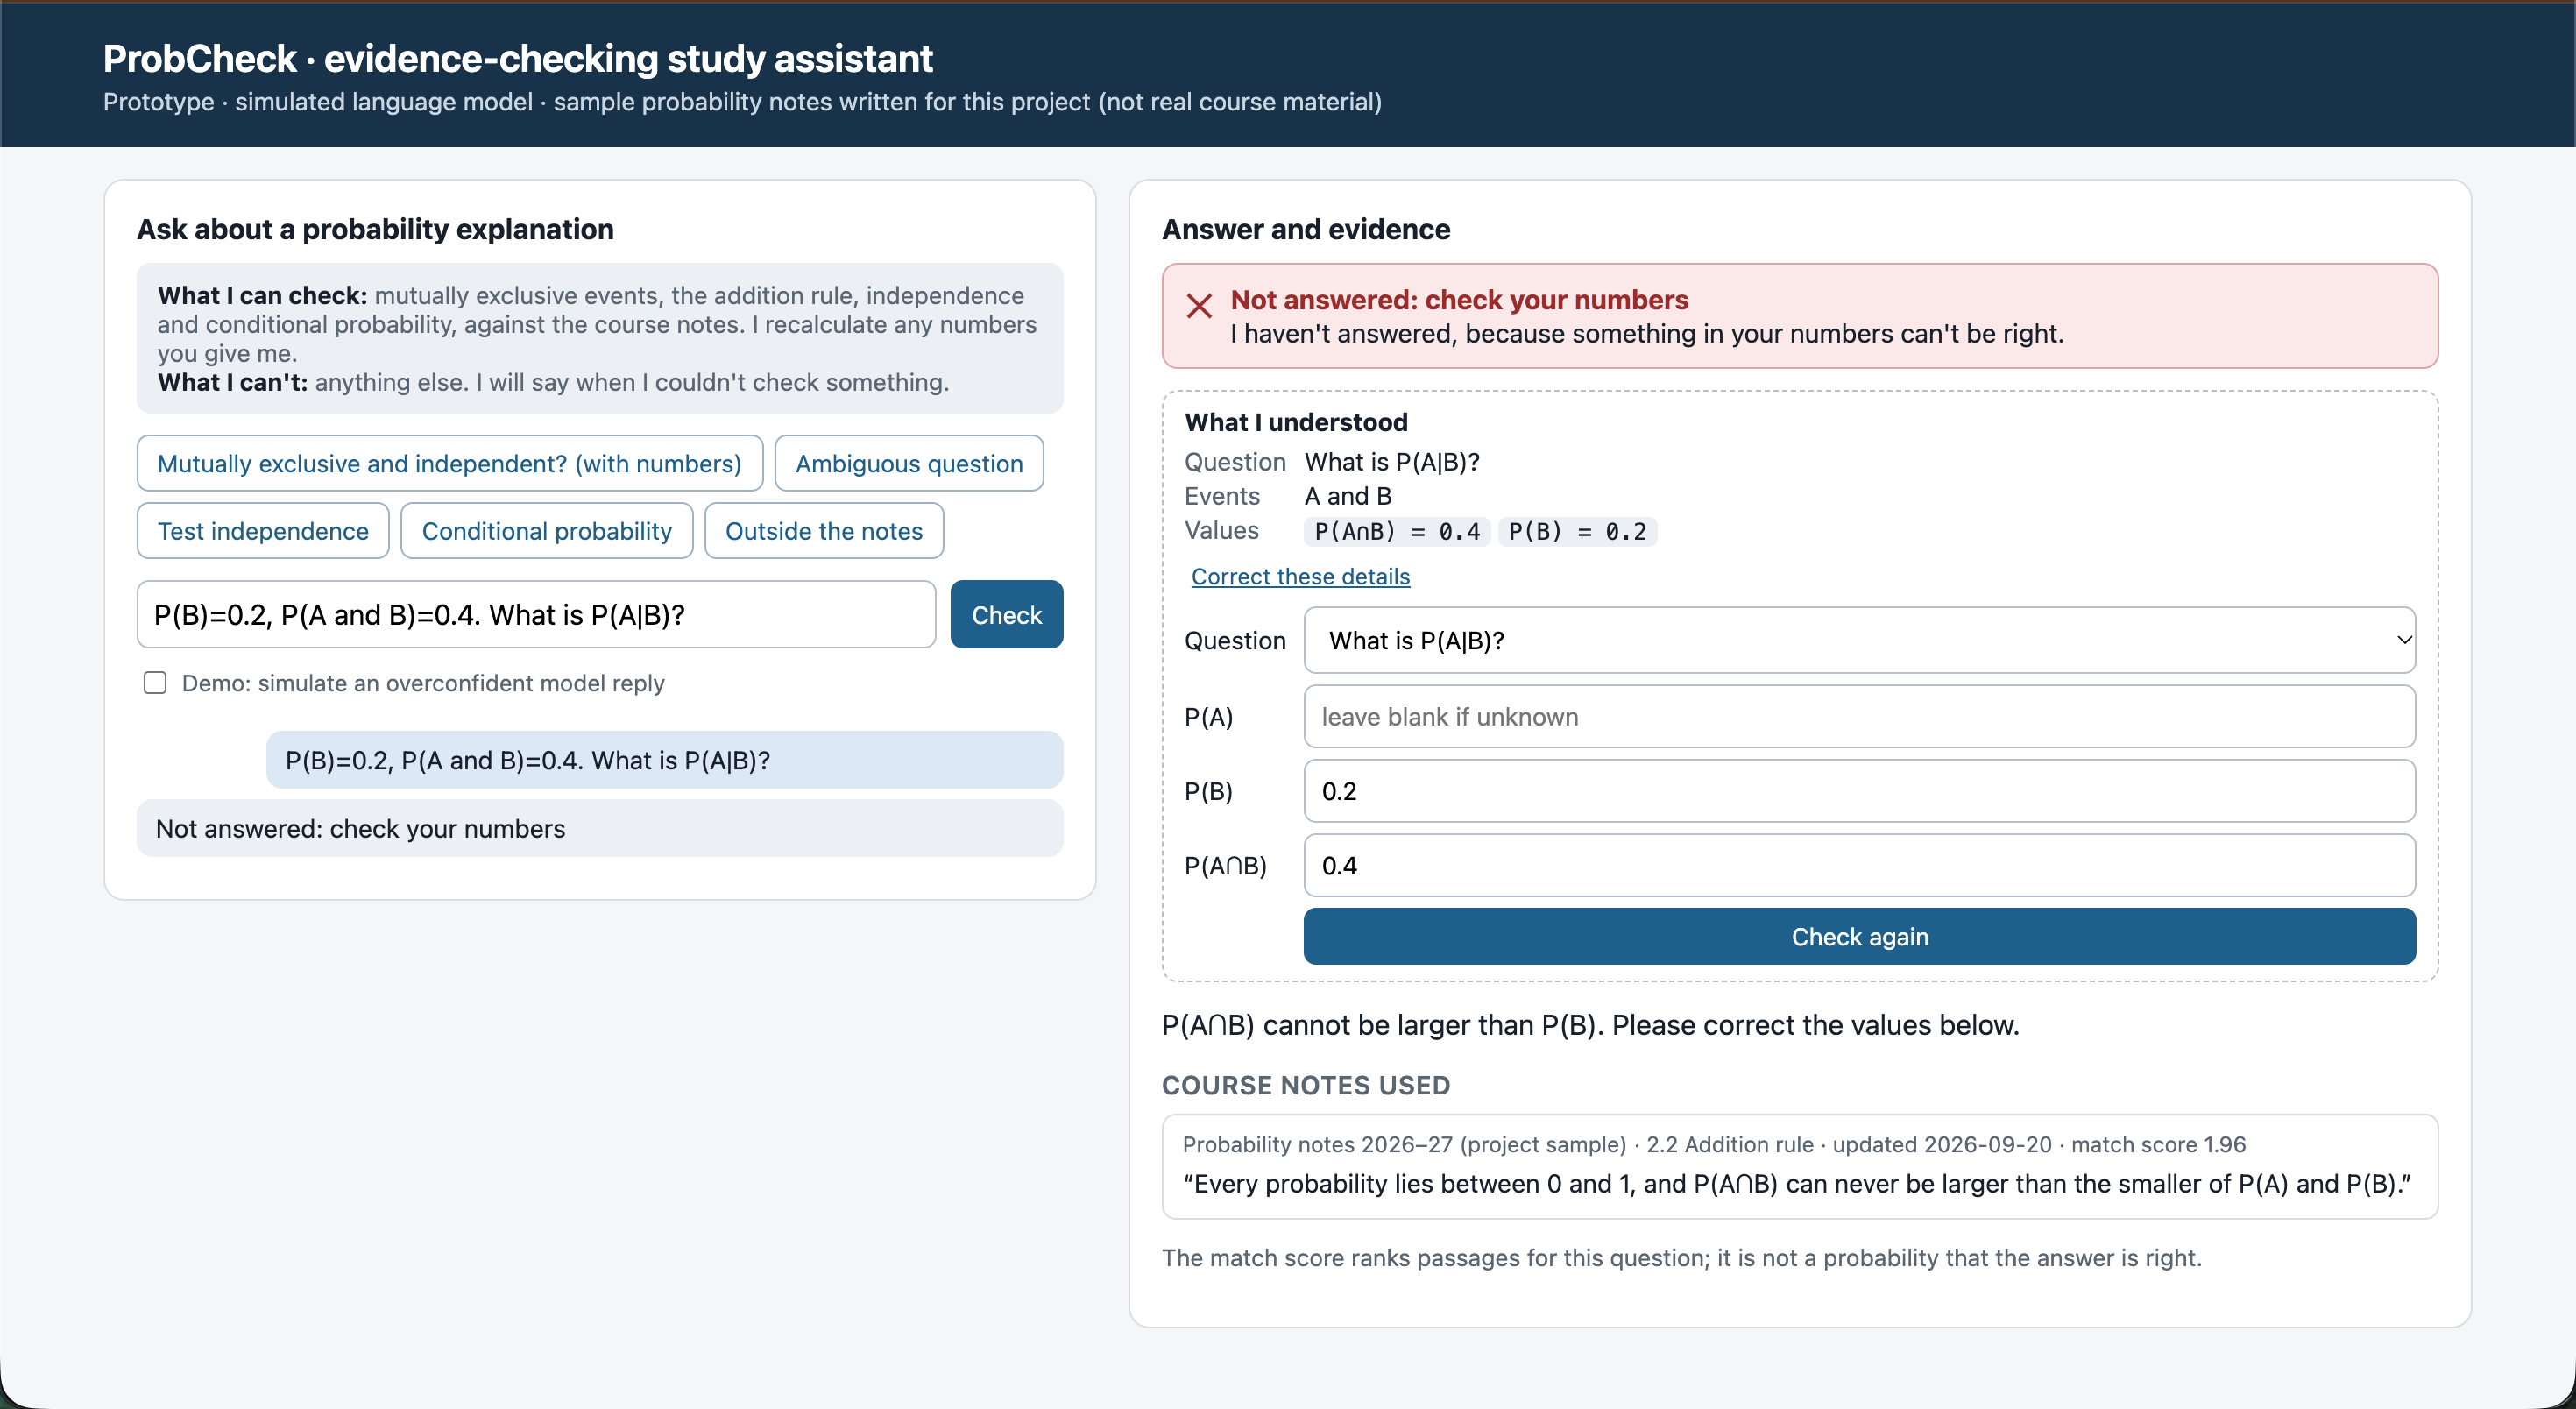 ProbCheck · evidence-checking study assistant
Prototype · simulated language model · sample probability notes written for this project (not real course material)
Ask about a probability explanation
What I can check: mutually exclusive events, the addition rule, independence
and conditional probability, against the course notes. I recalculate any numbers
you give me.
What I can't: anything else. I will say when I couldn't check something.
Mutually exclusive and independent? (with numbers)
Ambiguous question
Test independence
Conditional probability
Outside the notes
P(B)=0.2, P(A and B)=0.4. What is P(A|B)?
Check
Demo: simulate an overconfident model reply
P(B)=0.2, P(A and B)=0.4. What is P(A|B)?
Not answered: check your numbers
Answer and evidence
Not answered: check your numbers
I haven't answered, because something in your numbers can't be right.
What I understood
Question What is P(A|B)?
Events A and B
Values P(A∩B) = 0.4 P(B) = 0.2
Correct these details
Question What is P(A|B)?
P(A) leave blank if unknown
P(B) 0.2
P(A∩B) 0.4
Check again
P(A∩B) cannot be larger than P(B). Please correct the values below.
COURSE NOTES USED
Probability notes 2026–27 (project sample) · 2.2 Addition rule · updated 2026-09-20 · match score 1.96
“Every probability lies between 0 and 1, and P(A∩B) can never be larger than the smaller of P(A) and P(B).”
The match score ranks passages for this question; it is not a probability that the answer is right.